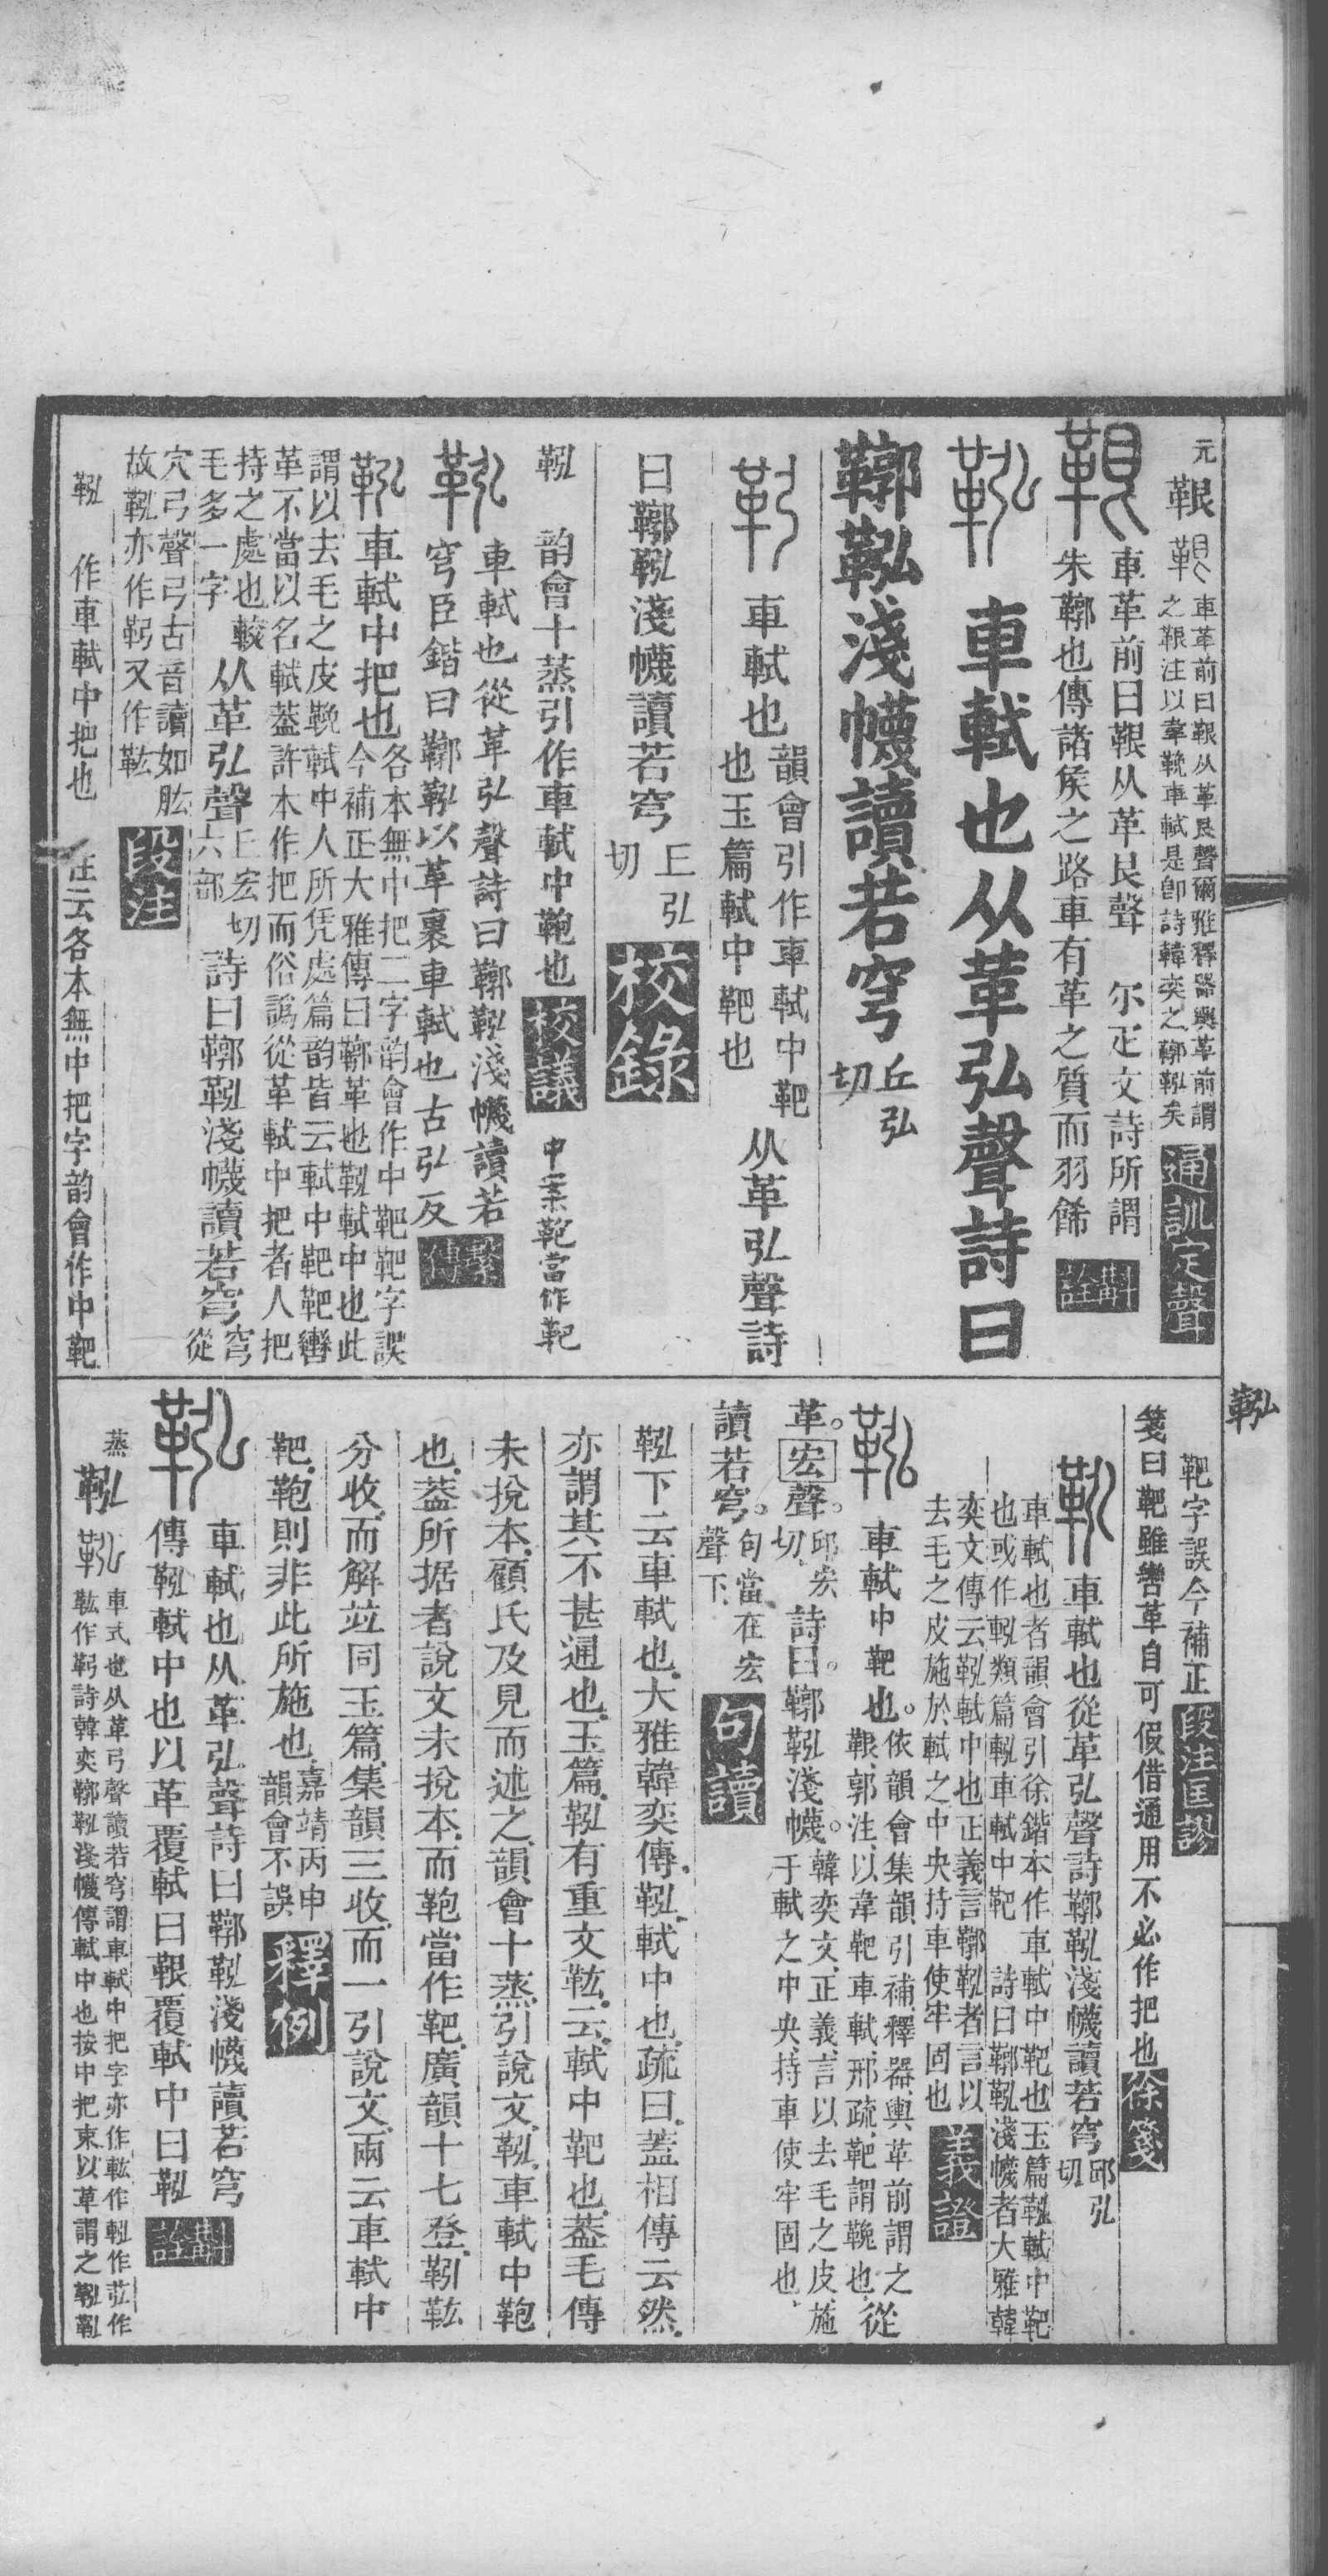 元
鞎
車革前曰鞎从革艮聲爾雅釋器輿革前謂
之鞎注以韋鞔車軾是卽詩韓奕之鞹鞃矣
通訓定聲
車革前曰鞎从革艮聲 尓疋文詩所謂
朱鞹也傳諸矦之路車有革之質而羽飾
斠詮
車軾也从革弘聲詩曰
鞹鞃淺幭讀若穹
丘弘
切
車軾也
韻會引作車軾中靶
也玉篇軾中靶也
从革弘聲詩
曰鞹鞃淺幭讀若穹
丘弘
切
校錄
鞃 韵會十蒸引作車軾中鞄也
校議
中案鞄當作靶
車軾也從革弘聲詩曰鞹鞃淺幭讀若
穹臣鍇曰鞹鞃以革裏車軾也古弘反
繫傳
車軾中把也
各本無中把二字韵會作中靶靶字誤
今補正大雅傳曰鞹革也鞃軾中也此
謂以去毛之皮鞔軾中人所凭處篇韵皆云軾中靶靶轡
革不當以名軾葢許本作把而俗譌從革軾中把者人把
持之處也較
毛多一字
从革弘聲
丘宏切
六部
詩曰鞹鞃淺幭讀若穹
穹從
穴弓聲弓古音讀如肱
故鞃亦作䩑又作䡏
段注
鞃 作車軾中把也 注云各本無中把字韵會作中靶
靶字誤今補正
段注匡謬
箋曰靶雖轡革自可假借通用不必作把也
徐箋
車軾也從革弘聲詩鞹鞃淺幭讀若穹
邱弘
切
車軾也者韻會引徐鍇本作車軾中靶也玉篇鞃軾中靶
也或作䡌類篇䡌車軾中靶 詩曰鞹鞃淺幭者大雅韓
奕文傳云鞃軾中也正義言鞹鞃者言以
去毛之皮施於軾之中央持車使牢固也
義證
車軾中靶也。
依韻會集韻引補、釋器、輿革前謂之
鞎、郭注、以韋靶車軾、邢疏、靶謂鞔也、
從
革。宏聲。
邱宏
切、
詩曰。鞹鞃淺幭。
韓奕文、正義、言以去毛之皮、施
于軾之中央、持車使牢固也、
讀若穹。
句當在宏
聲下、
句讀
鞃下云車軾也、大雅韓奕傳、鞃、軾中也、疏曰、蓋相傳云然、
亦謂其不甚通也、玉篇、鞃有重文䡏、云、軾中靶也、葢毛傳
未挩本、顧氏及見而述之、韻會十蒸、引說文、鞃、車軾中鞄
也、葢所据者說文未挩本、而鞄當作靶、廣韻十七登、鞃䡏
分收、而解竝同玉篇、集韻三收、而一引說文、兩云車軾中
靶、鞄則非此所施也、
嘉靖丙申
韻會不誤
釋例
車軾也从革弘聲詩曰鞹鞃淺幭讀若穹
傳鞃軾中也以革覆軾曰鞎覆軾中曰鞃
斠詮
蒸
鞃
車式也从革弓聲讀若穹謂車軾中把字亦作䡏作䡌作苰作
䡏作䩑詩韓奕鞹鞃淺幭傳軾中也按中把束以革謂之鞃
鞃